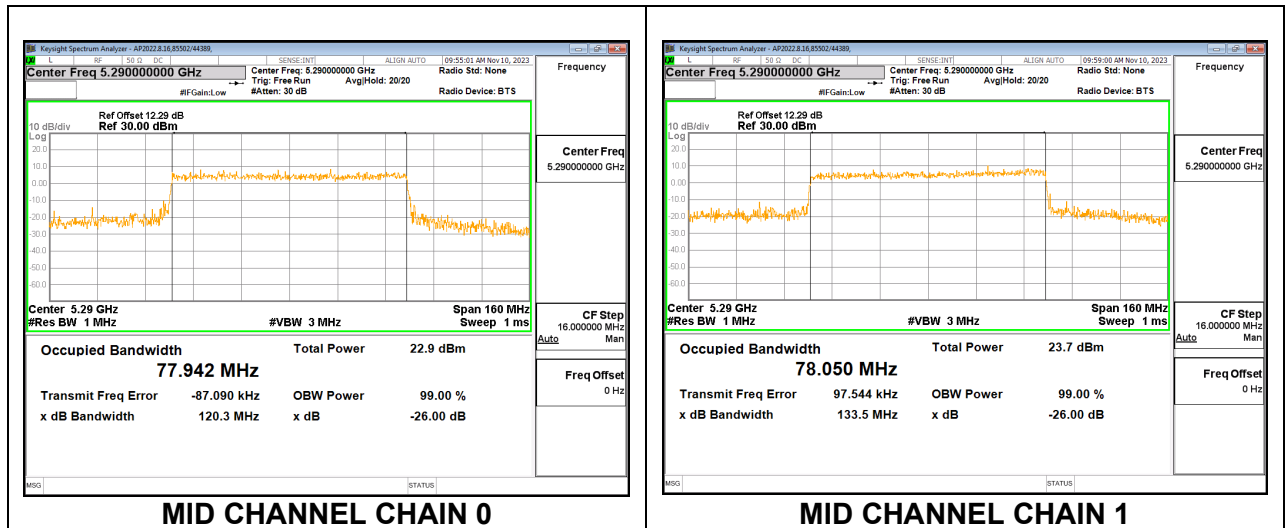 Keysight Spectrum Analyzer - AP2022.8.16,85502/44389,
L RF 50 Ω DC SENSE:INT ALIGN AUTO 09:55:01 AM Nov 10, 2023
Center Freq 5.290000000 GHz Center Freq: 5.290000000 GHz Radio Std: None
Trig: Free Run Avg|Hold: 20/20
#IFGain:Low #Atten: 30 dB Radio Device: BTS
Ref Offset 12.29 dB
10 dB/div Ref 30.00 dBm
Log
20.0
10.0
0.00
-10.0
-20.0
-30.0
-40.0
-50.0
-60.0
Center 5.29 GHz Span 160 MHz
#Res BW 1 MHz #VBW 3 MHz Sweep 1 ms
Occupied Bandwidth Total Power 22.9 dBm
77.942 MHz
Transmit Freq Error -87.090 kHz OBW Power 99.00 %
x dB Bandwidth 120.3 MHz x dB -26.00 dB
MSG STATUS
Frequency
Center Freq
5.290000000 GHz
CF Step
16.000000 MHz
Auto Man
Freq Offset
0 Hz
MID CHANNEL CHAIN 0
Keysight Spectrum Analyzer - AP2022.8.16,85502/44389,
L RF 50 Ω DC SENSE:INT ALIGN AUTO 09:59:00 AM Nov 10, 2023
Center Freq 5.290000000 GHz Center Freq: 5.290000000 GHz Radio Std: None
Trig: Free Run Avg|Hold: 20/20
#IFGain:Low #Atten: 30 dB Radio Device: BTS
Ref Offset 12.29 dB
10 dB/div Ref 30.00 dBm
Log
20.0
10.0
0.00
-10.0
-20.0
-30.0
-40.0
-50.0
-60.0
Center 5.29 GHz Span 160 MHz
#Res BW 1 MHz #VBW 3 MHz Sweep 1 ms
Occupied Bandwidth Total Power 23.7 dBm
78.050 MHz
Transmit Freq Error 97.544 kHz OBW Power 99.00 %
x dB Bandwidth 133.5 MHz x dB -26.00 dB
MSG STATUS
Frequency
Center Freq
5.290000000 GHz
CF Step
16.000000 MHz
Auto Man
Freq Offset
0 Hz
MID CHANNEL CHAIN 1